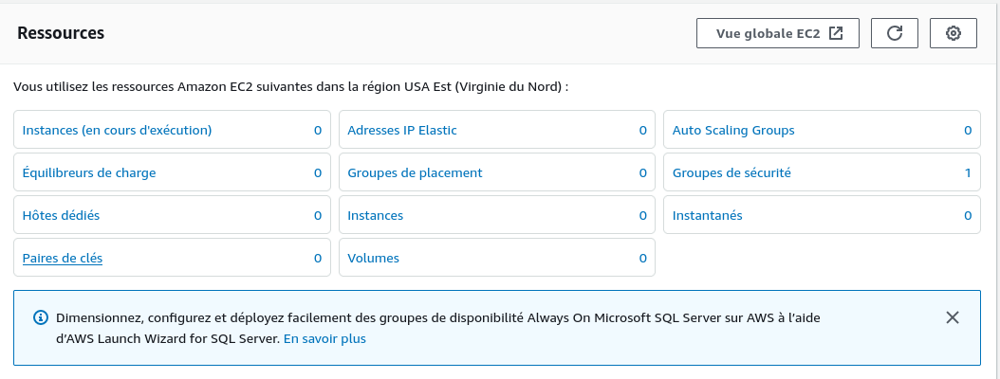 Ressources
Vue globale EC2
Vous utilisez les ressources Amazon EC2 suivantes dans la région USA Est (Virginie du Nord) :
Instances (en cours d'exécution) 0
Adresses IP Elastic 0
Auto Scaling Groups 0
Équilibreurs de charge 0
Groupes de placement 0
Groupes de sécurité 1
Hôtes dédiés 0
Instances 0
Instantanés 0
Paires de clés 0
Volumes 0
Dimensionnez, configurez et déployez facilement des groupes de disponibilité Always On Microsoft SQL Server sur AWS à l’aide
d’AWS Launch Wizard for SQL Server. En savoir plus